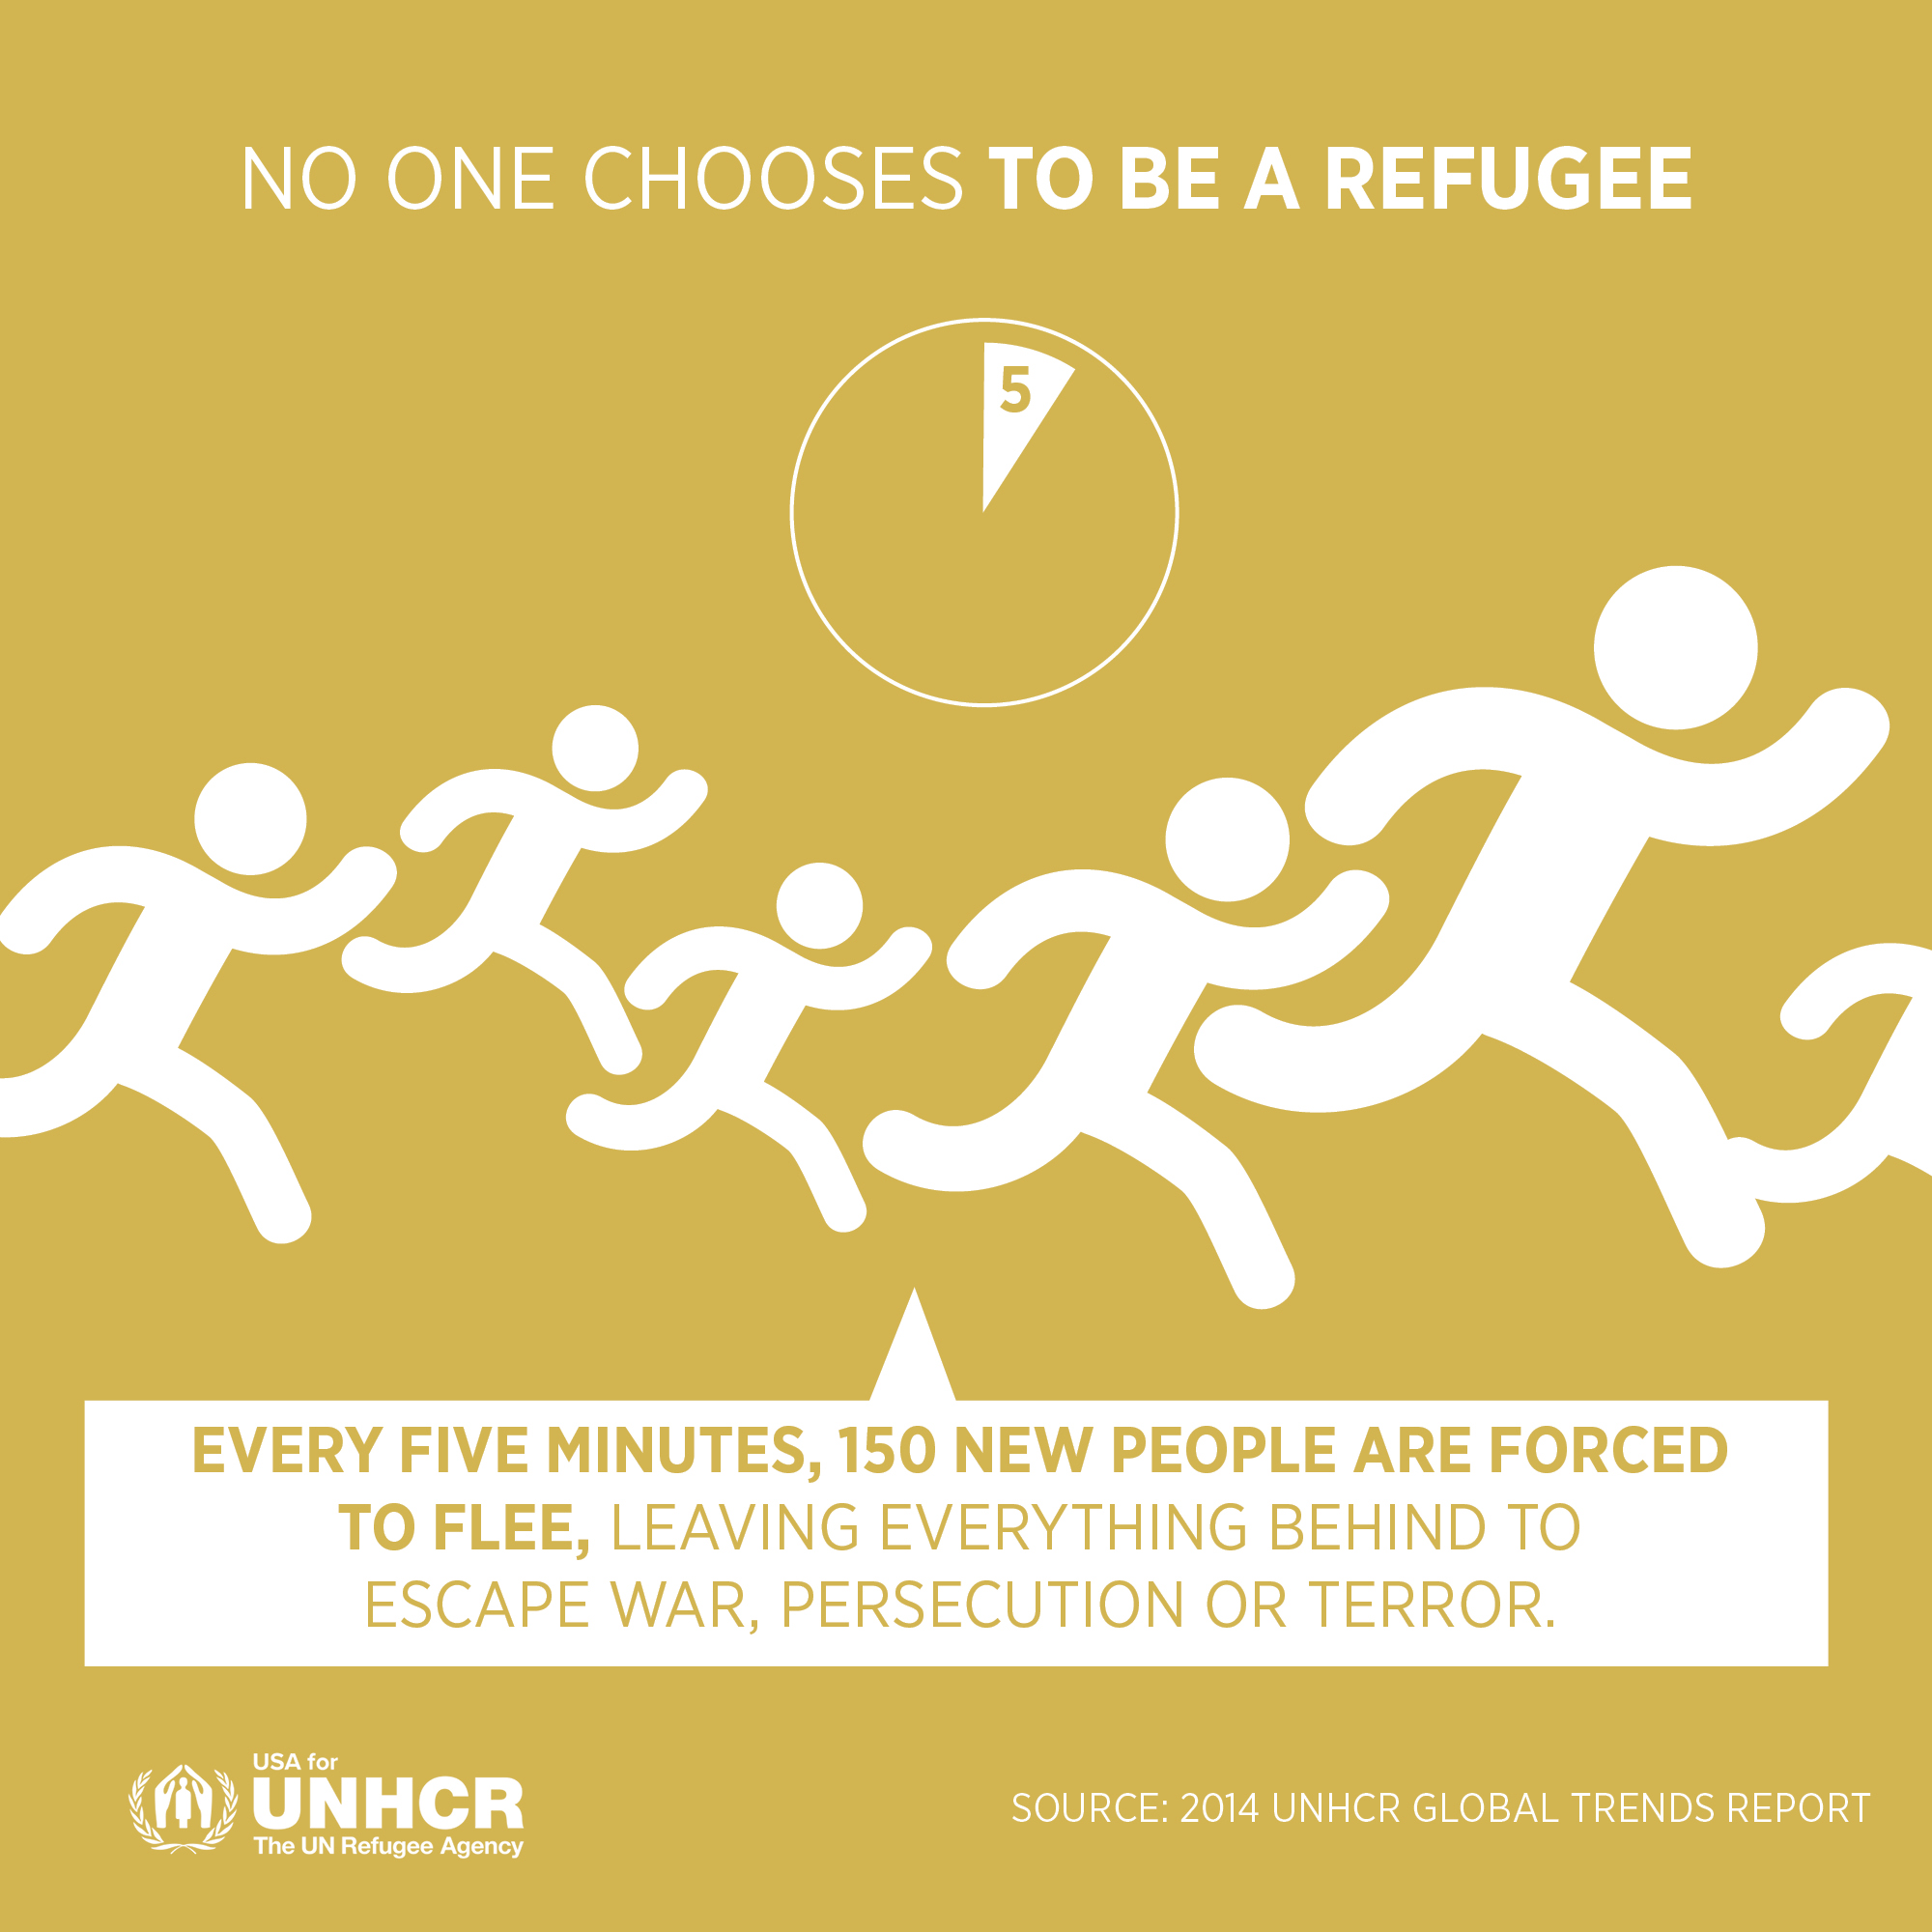 NO ONE CHOOSES TO BE A REFUGEE
5
EVERY FIVE MINUTES, 150 NEW PEOPLE ARE FORCED
TO FLEE, LEAVING EVERYTHING BEHIND TO
ESCAPE WAR, PERSECUTION OR TERROR.
USA for
UNHCR
The UN Refugee Agency
SOURCE: 2014 UNHCR GLOBAL TRENDS REPORT